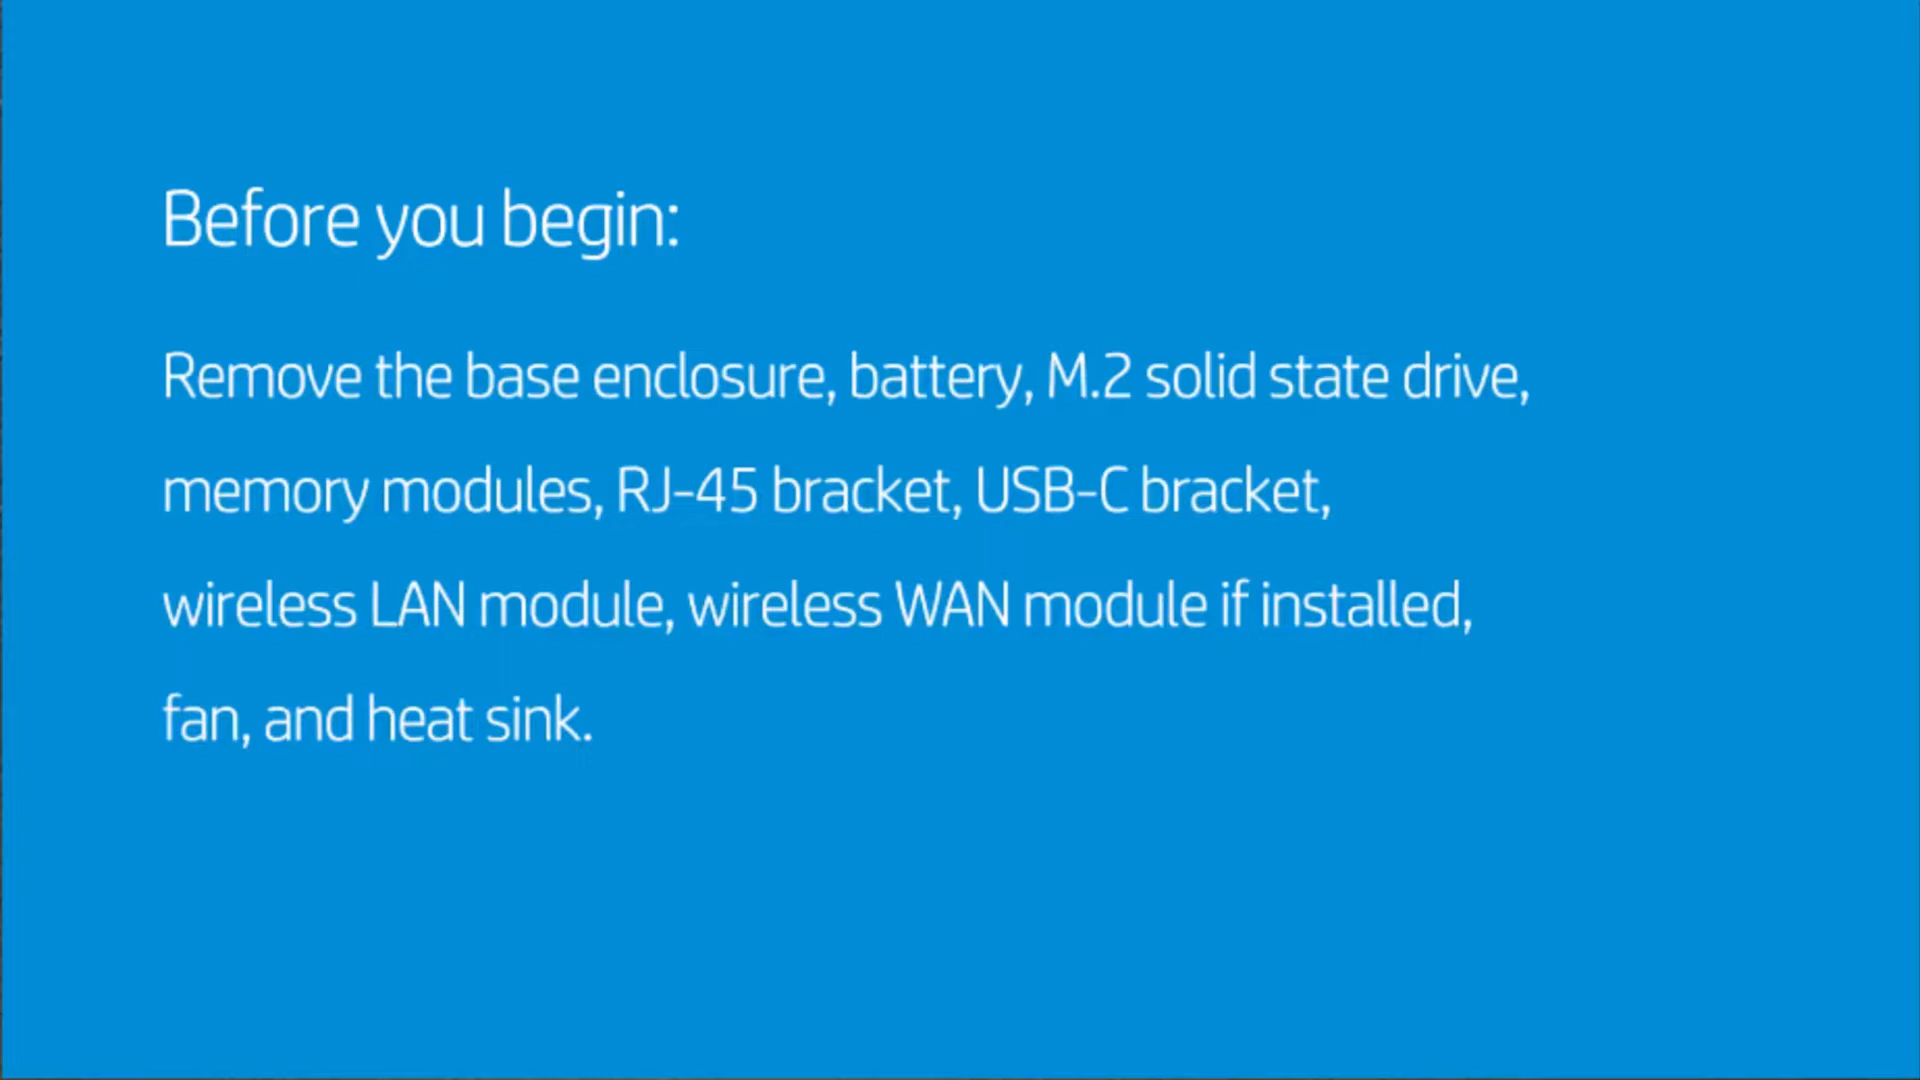 Before you begin:
Remove the base enclosure, battery, M.2 solid state drive,
memory modules, RJ-45 bracket, USB-C bracket,
wireless LAN module, wireless WAN module if installed,
fan, and heat sink.